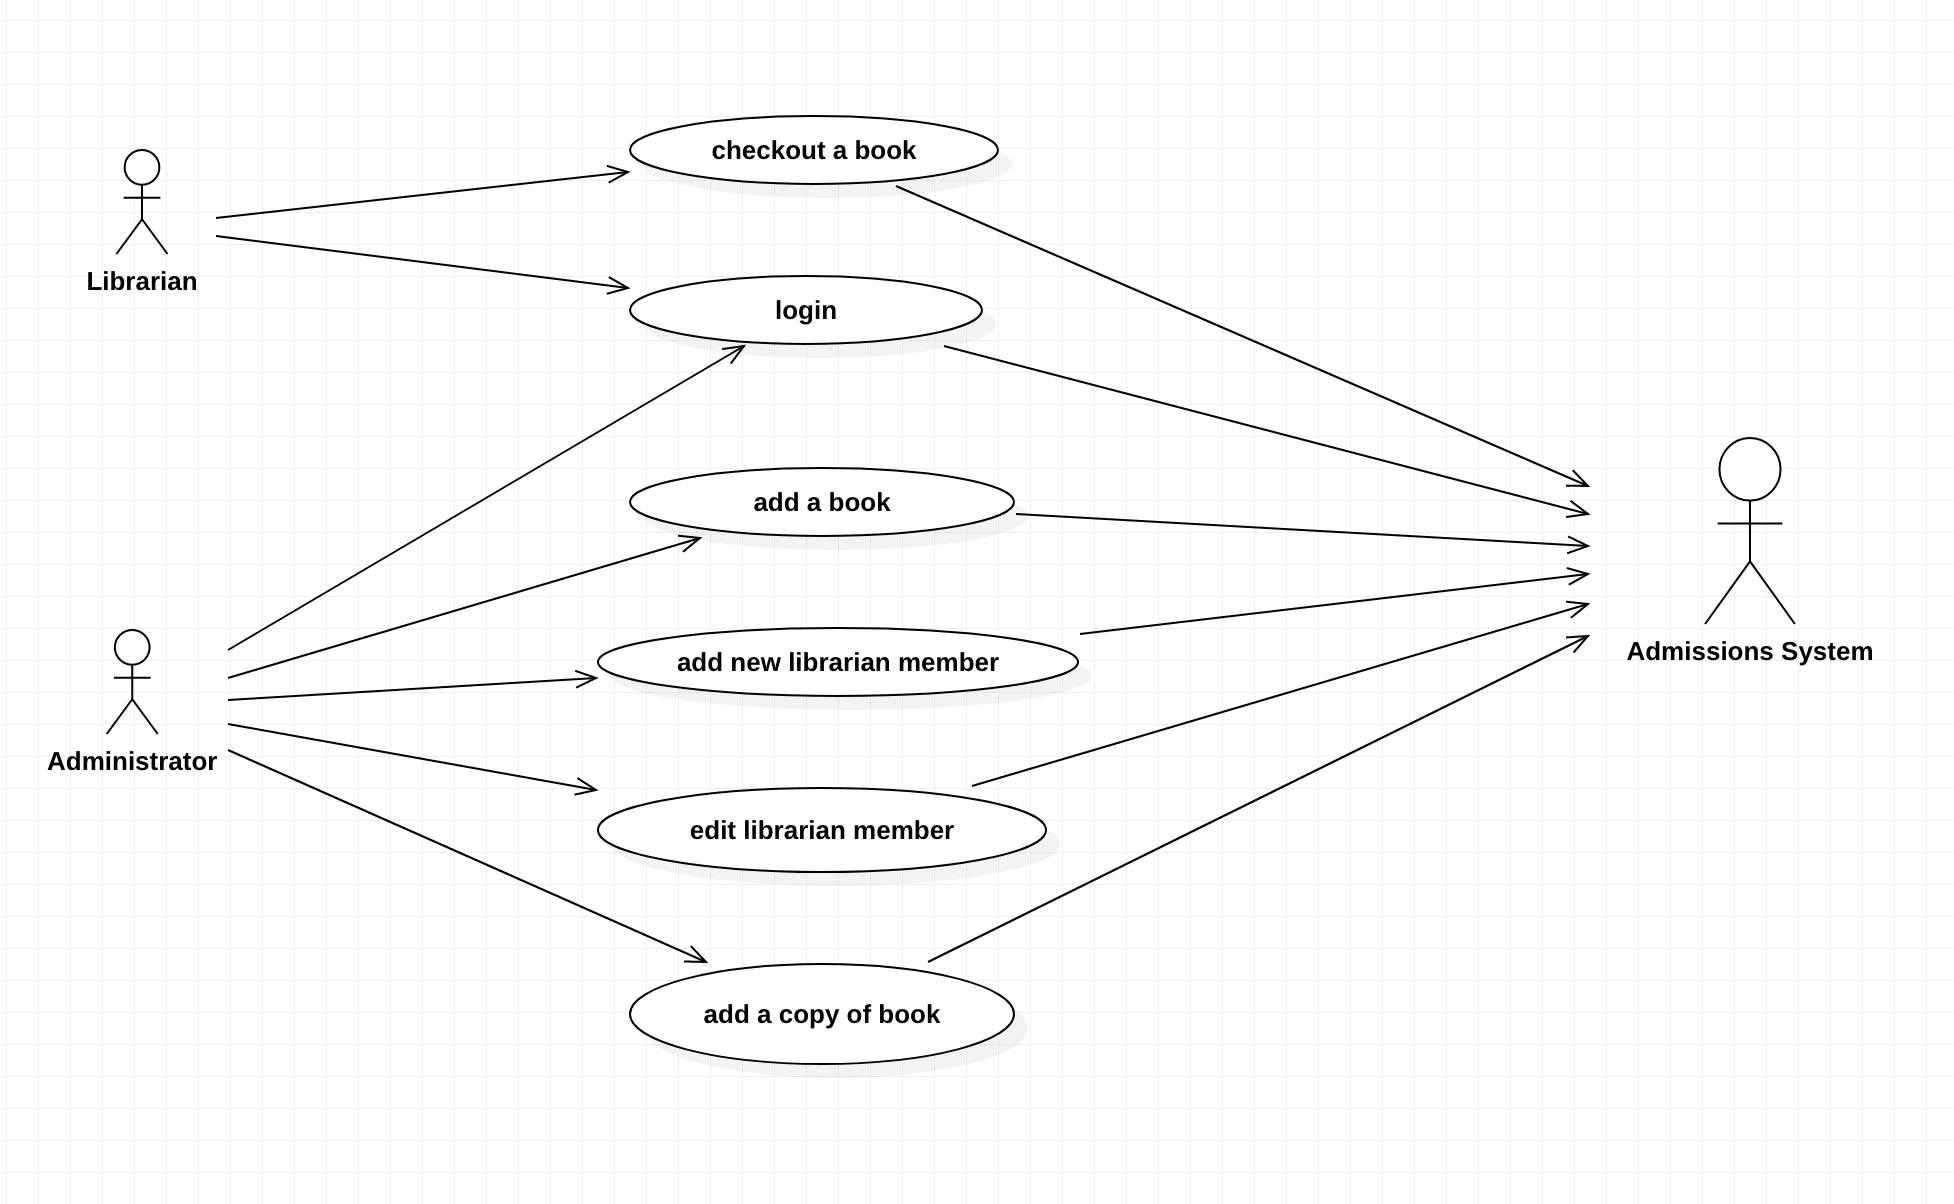 checkout a book
Librarian
login
add a book
add new librarian member
Admissions System
Administrator
edit librarian member
add a copy of book